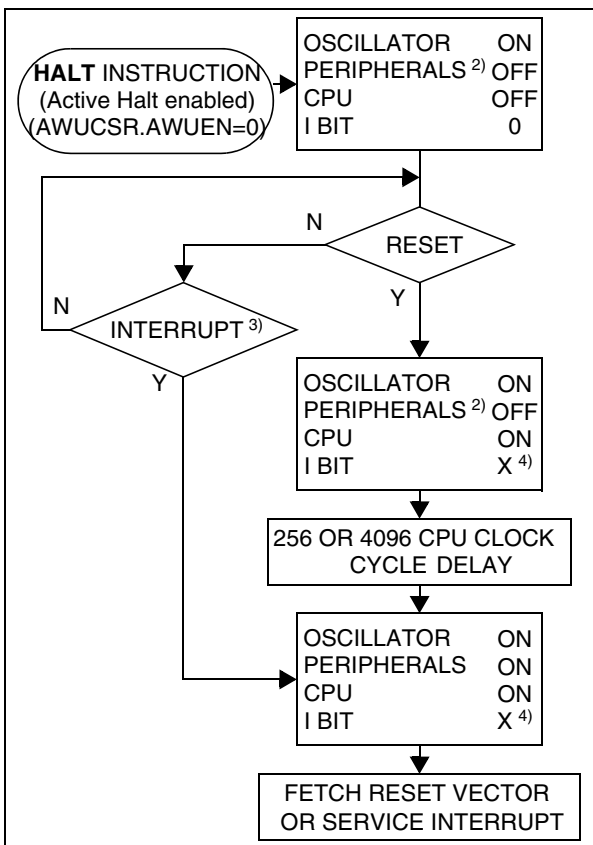 HALT INSTRUCTION
(Active Halt enabled)
(AWUCSR.AWUEN=0)
OSCILLATOR ON
PERIPHERALS 2) OFF
CPU OFF
I BIT 0
RESET
N
Y
INTERRUPT 3)
N
Y
OSCILLATOR ON
PERIPHERALS 2) OFF
CPU ON
I BIT X 4)
256 OR 4096 CPU CLOCK
CYCLE DELAY
OSCILLATOR ON
PERIPHERALS ON
CPU ON
I BIT X 4)
FETCH RESET VECTOR
OR SERVICE INTERRUPT